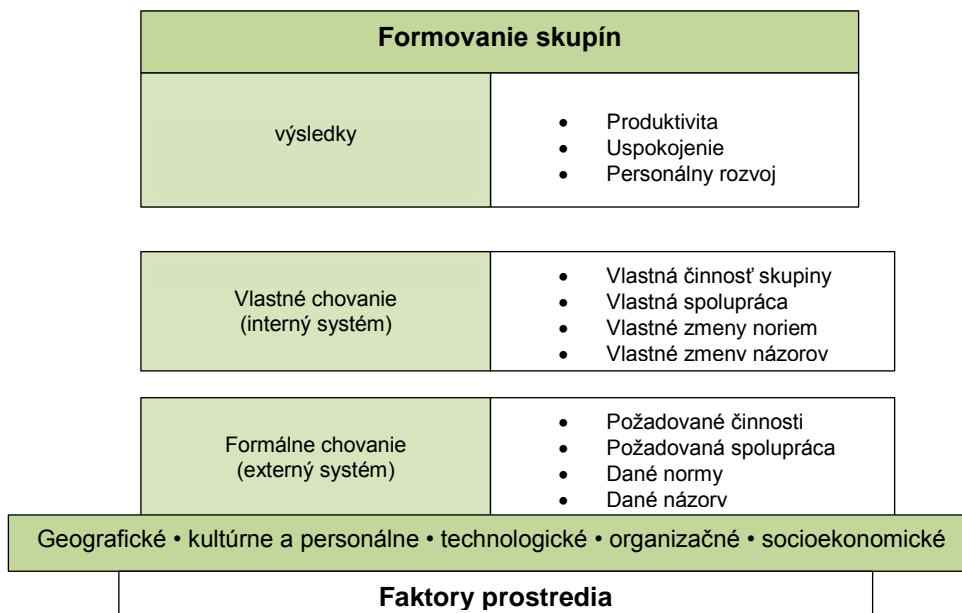 Formovanie skupín
výsledky
• Produktivita
• Uspokojenie
• Personálny rozvoj
Vlastné chovanie
(interný systém)
• Vlastná činnosť skupiny
• Vlastná spolupráca
• Vlastné zmeny noriem
• Vlastné zmeny názorov
Formálne chovanie
(externý systém)
• Požadované činnosti
• Požadovaná spolupráca
• Dané normy
• Dané názory
Geografické • kultúrne a personálne • technologické • organizačné • socioekonomické
Faktory prostredia